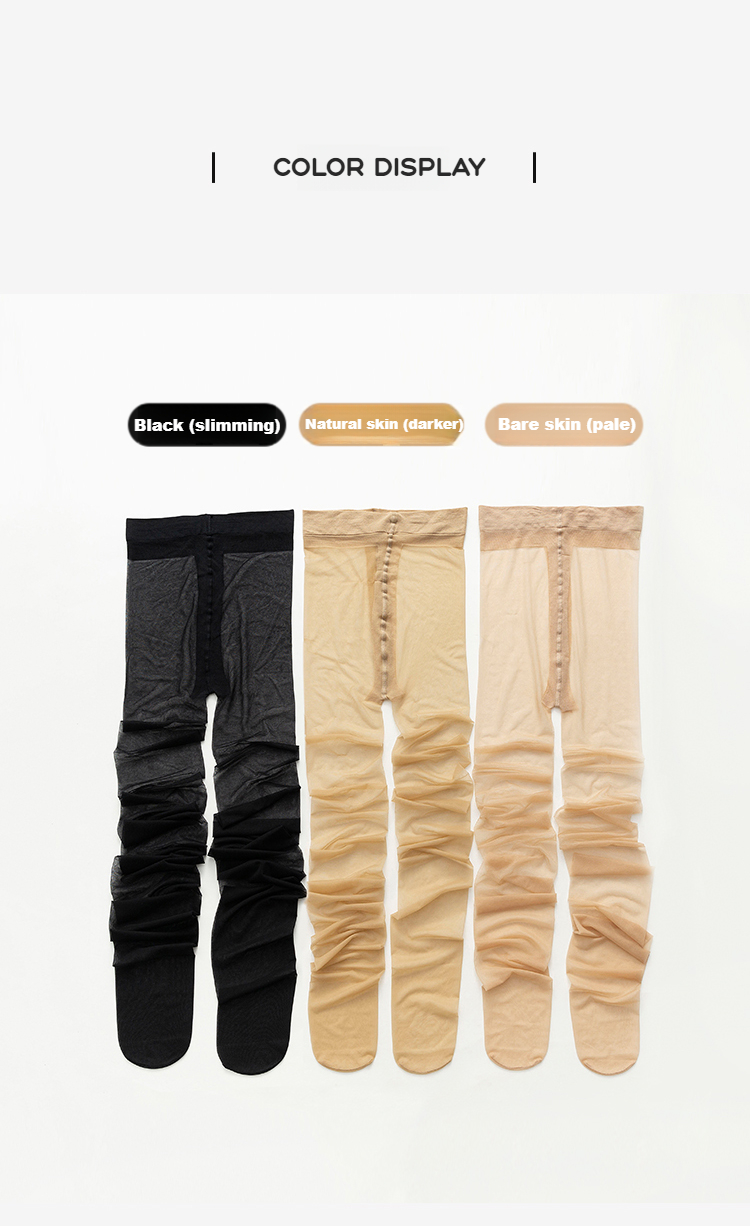 COLOR DISPLAY
Black (slimming)
Natural skin (darker)
Bare skin (pale)